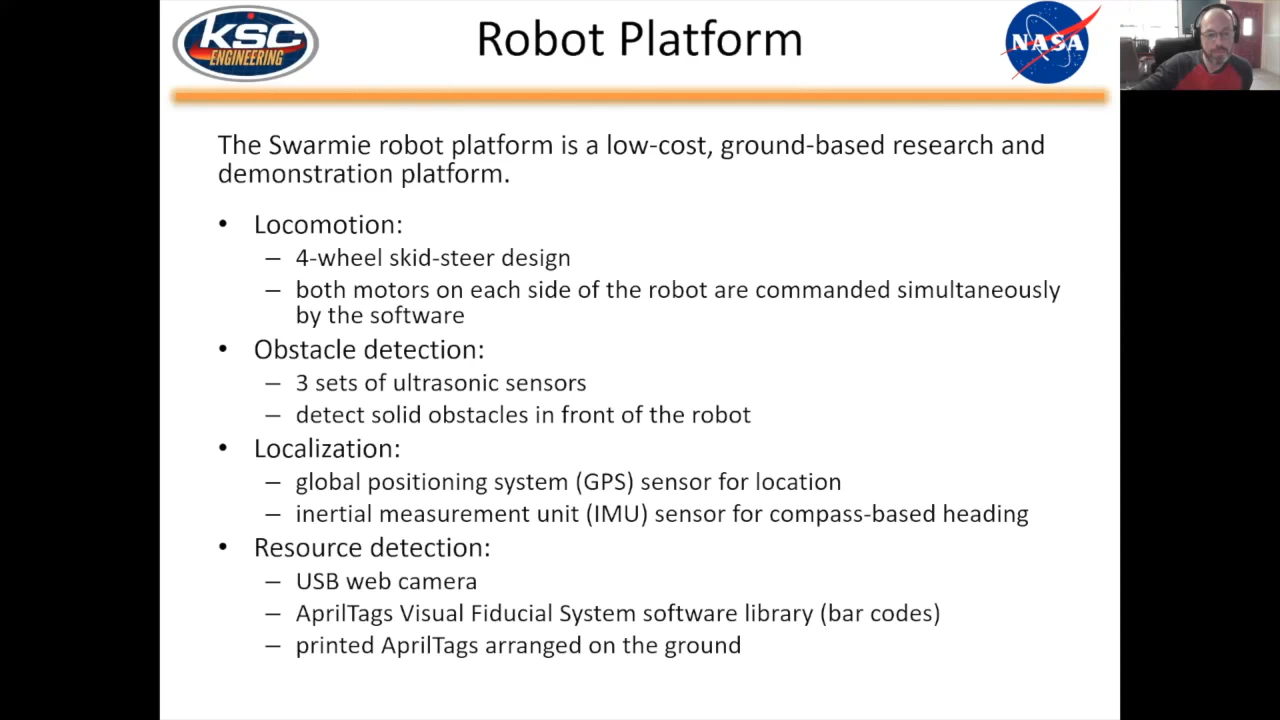 KSC
ENGINEERING
Robot Platform
NASA
The Swarmie robot platform is a low-cost, ground-based research and
demonstration platform.
• Locomotion:
– 4-wheel skid-steer design
– both motors on each side of the robot are commanded simultaneously
by the software
• Obstacle detection:
– 3 sets of ultrasonic sensors
– detect solid obstacles in front of the robot
• Localization:
– global positioning system (GPS) sensor for location
– inertial measurement unit (IMU) sensor for compass-based heading
• Resource detection:
– USB web camera
– AprilTags Visual Fiducial System software library (bar codes)
– printed AprilTags arranged on the ground